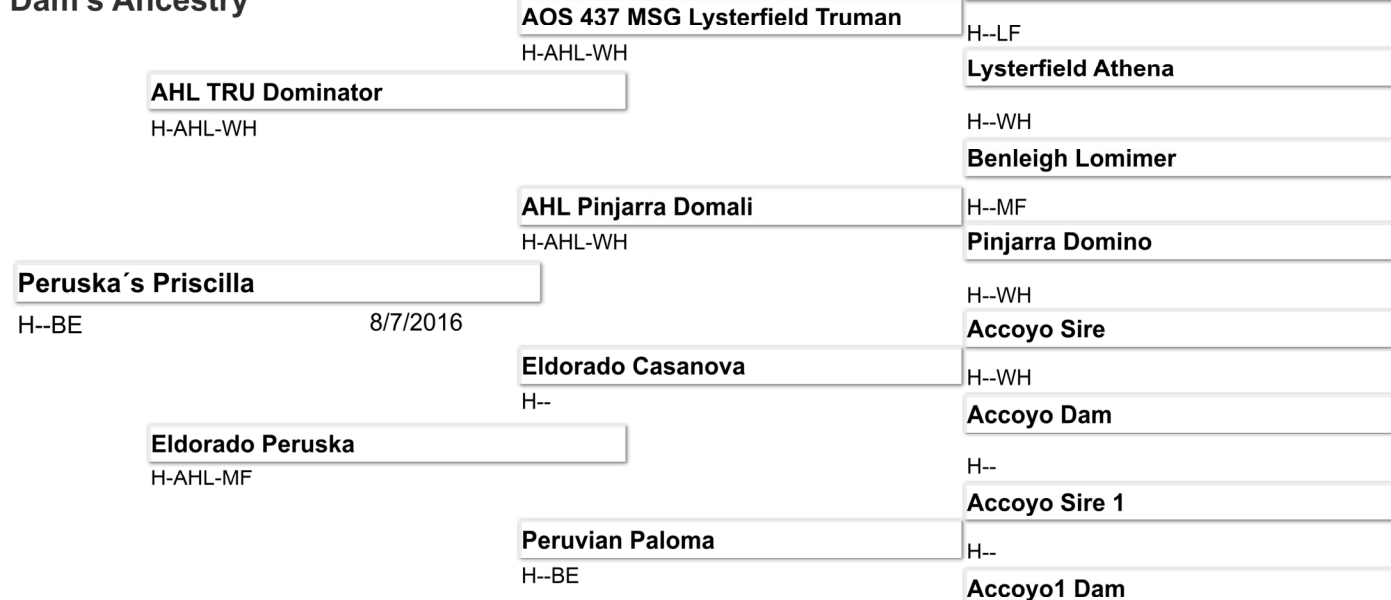 Dam's Ancestry
AOS 437 MSG Lysterfield Truman
H-AHL-WH
H--LF
Lysterfield Athena
AHL TRU Dominator
H-AHL-WH
H--WH
Benleigh Lomimer
AHL Pinjarra Domali
H-AHL-WH
H--MF
Pinjarra Domino
Peruska´s Priscilla
H--BE 8/7/2016
H--WH
Accoyo Sire
Eldorado Casanova
H--
H--WH
Accoyo Dam
Eldorado Peruska
H-AHL-MF
H--
Accoyo Sire 1
Peruvian Paloma
H--BE
H--
Accoyo1 Dam